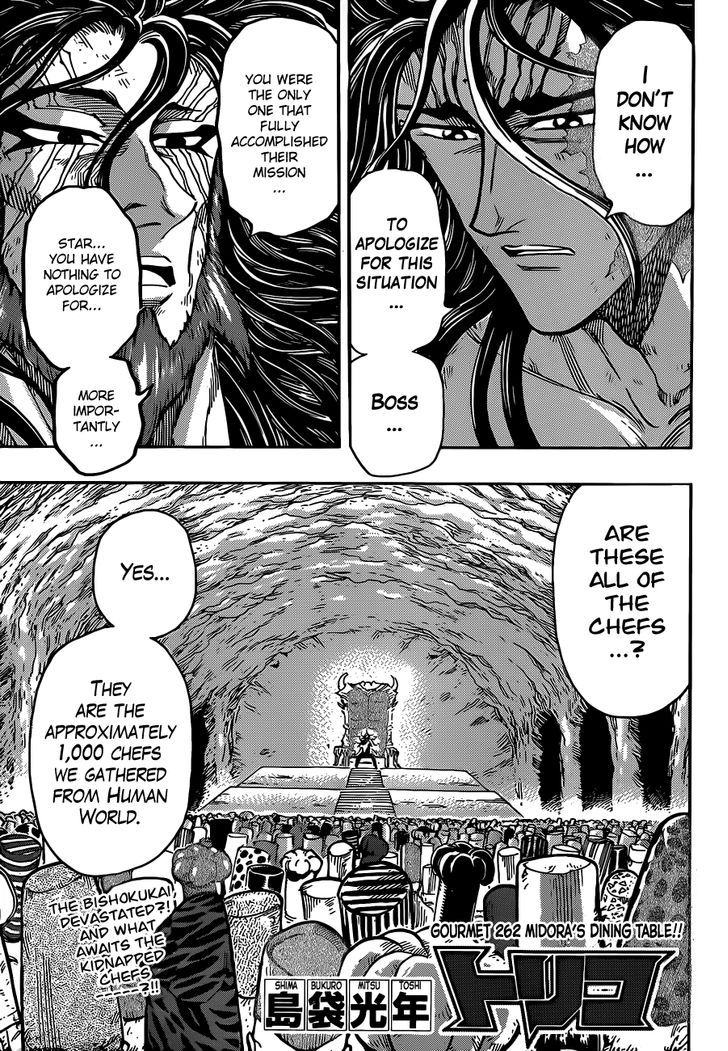 I
DON'T
KNOW
HOW
...
TO
APOLOGIZE
FOR THIS
SITUATION
...
BOSS
...
YOU WERE
THE ONLY
ONE THAT
FULLY
ACCOMPLISHED
THEIR
MISSION
...
STAR...
YOU HAVE
NOTHING TO
APOLOGIZE
FOR...
MORE
IMPOR-
TANTLY
...
ARE
THESE
ALL OF
THE
CHEFS
...?
YES...
THEY
ARE THE
APPROXIMATELY
1,000 CHEFS
WE GATHERED
FROM HUMAN
WORLD.
THE BISHOKUKAI,
DEVASTATED?!
AND WHAT
AWAITS THE
KIDNAPPED
CHEFS
-----?!!
GOURMET 262 MIDORA'S DINING TABLE!!
トリコ
SHIMA BUKURO MITSU TOSHI
島袋光年